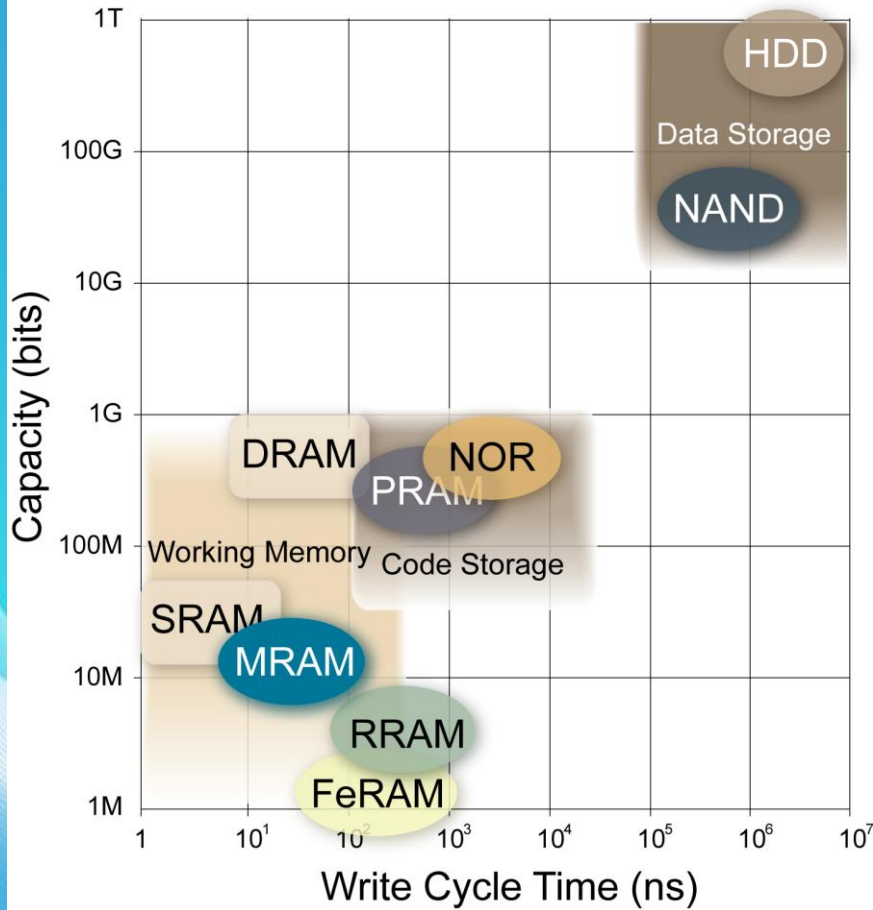 1T
HDD
Data Storage
100G
NAND
10G
Capacity (bits)
1G
DRAM
NOR
PRAM
100M
Working Memory
Code Storage
SRAM
MRAM
10M
RRAM
FeRAM
1M
1 10¹ 10² 10³ 10⁴ 10⁵ 10⁶ 10⁷
Write Cycle Time (ns)